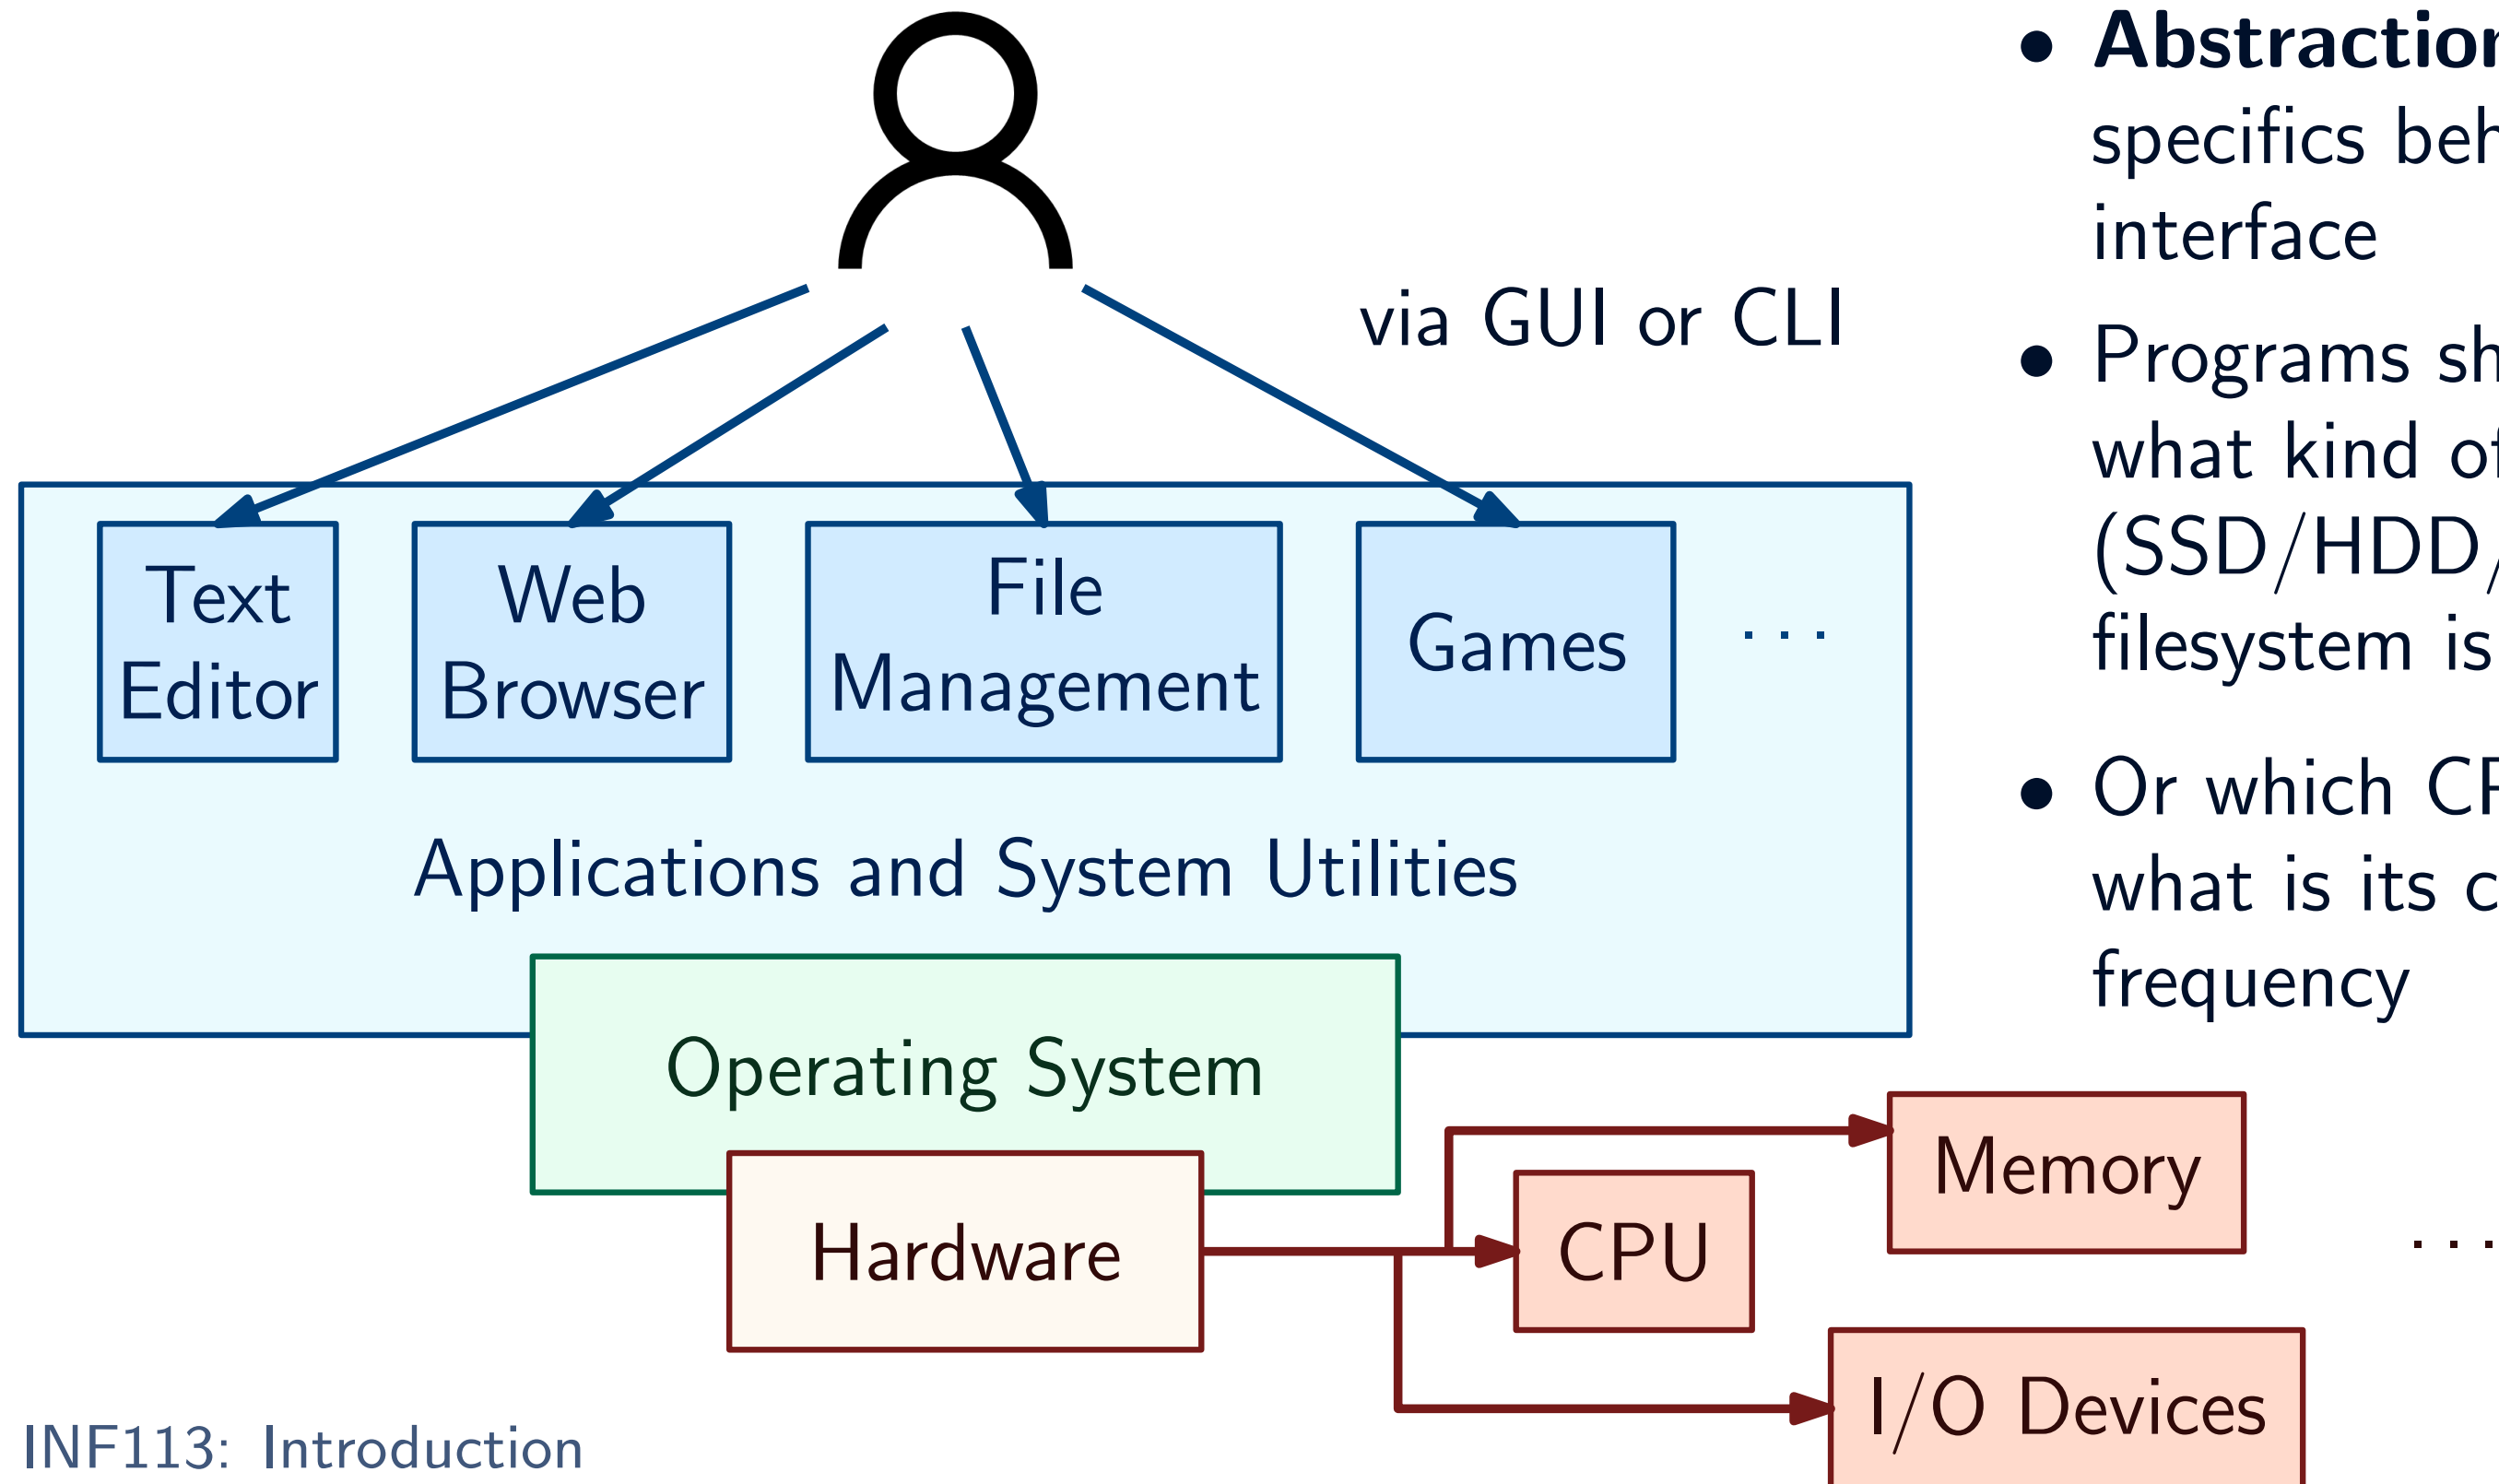 via GUI or CLI
Text
Editor
Web
Browser
File
Management
Games
...
Applications and System Utilities
Operating System
Hardware
CPU
Memory
I/O Devices
...
• Abstraction
specifics beh
interface
• Programs sh
what kind of
(SSD/HDD/
filesystem is
• Or which CP
what is its c
frequency
INF113: Introduction